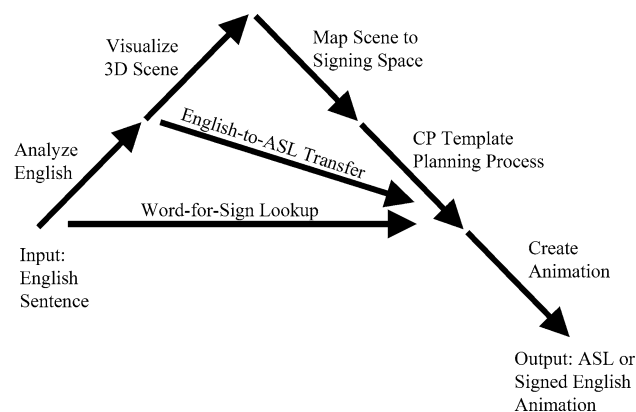 Visualize
3D Scene
Map Scene to
Signing Space
Analyze
English
English-to-ASL Transfer
CP Template
Planning Process
Word-for-Sign Lookup
Input:
English
Sentence
Create
Animation
Output: ASL or
Signed English
Animation